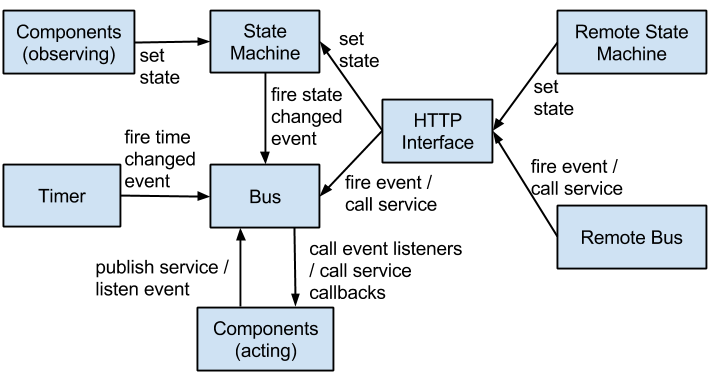 Components
(observing)
set
state
State
Machine
set
state
Remote State
Machine
set
state
fire state
changed
event
HTTP
Interface
fire time
changed
event
Timer
Bus
fire event /
call service
fire event /
call service
Remote Bus
publish service /
listen event
call event listeners
/ call service
callbacks
Components
(acting)